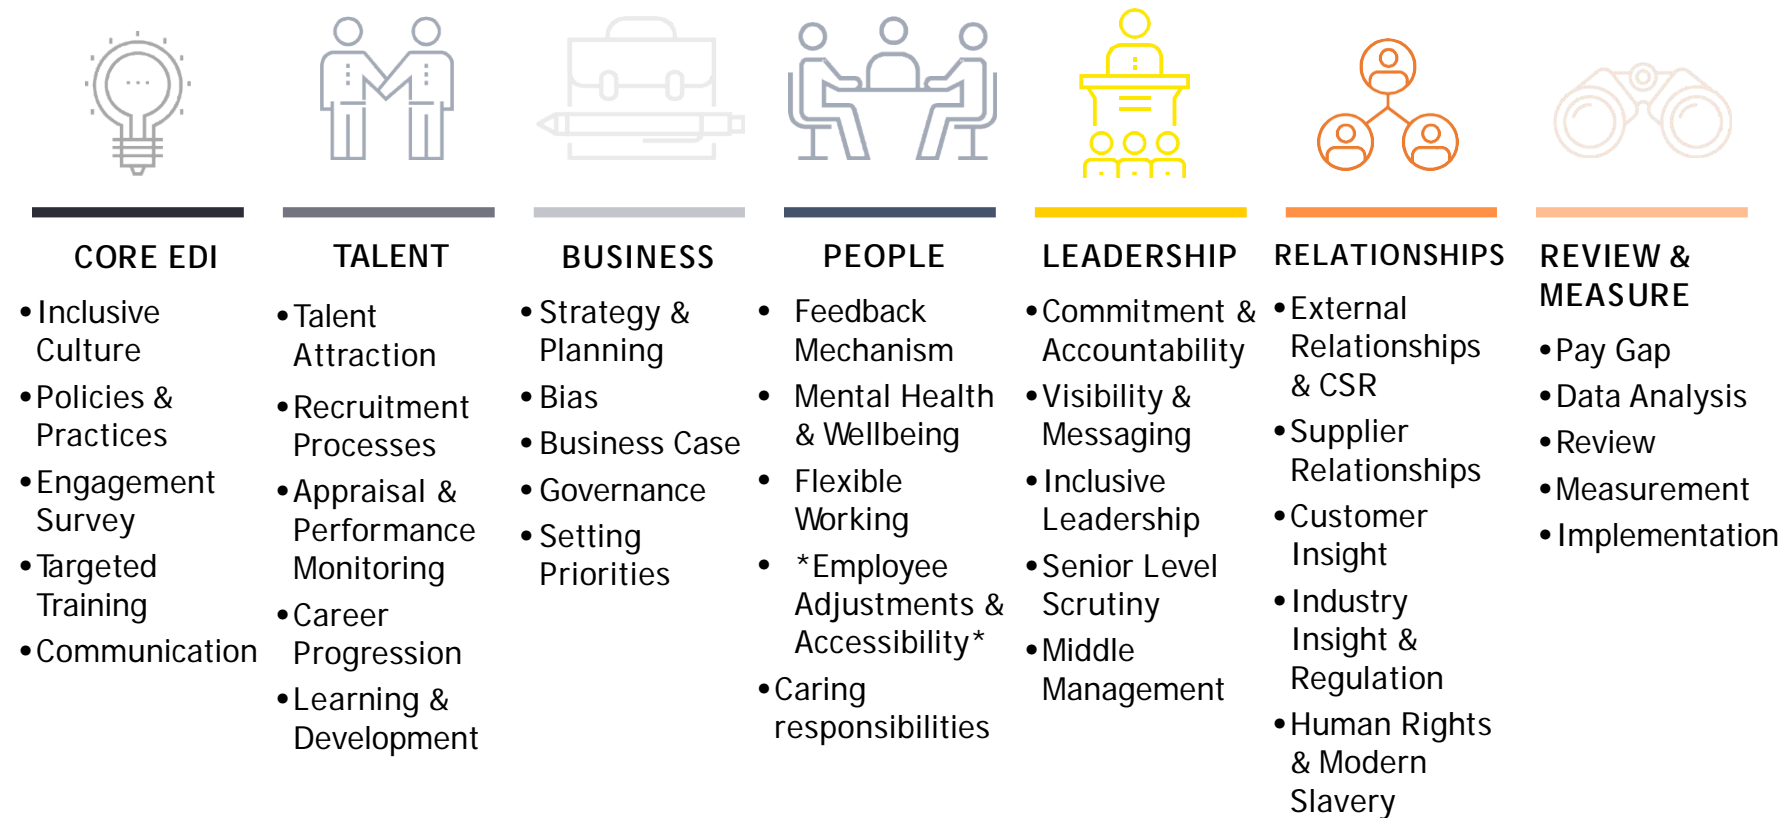 CORE EDI
•Inclusive
Culture
•Policies &
Practices
•Engagement
Survey
•Targeted
Training
•Communication
TALENT
•Talent
Attraction
•Recruitment
Processes
•Appraisal &
Performance
Monitoring
•Career
Progression
•Learning &
Development
BUSINESS
•Strategy &
Planning
•Bias
•Business Case
•Governance
•Setting
Priorities
PEOPLE
• Feedback
Mechanism
• Mental Health
& Wellbeing
• Flexible
Working
• *Employee
Adjustments &
Accessibility*
•Caring
responsibilities
LEADERSHIP
•Commitment &
Accountability
•Visibility &
Messaging
•Inclusive
Leadership
•Senior Level
Scrutiny
•Middle
Management
RELATIONSHIPS
•External
Relationships
& CSR
•Supplier
Relationships
•Customer
Insight
•Industry
Insight &
Regulation
•Human Rights
& Modern
Slavery
REVIEW &
MEASURE
•Pay Gap
•Data Analysis
•Review
•Measurement
•Implementation